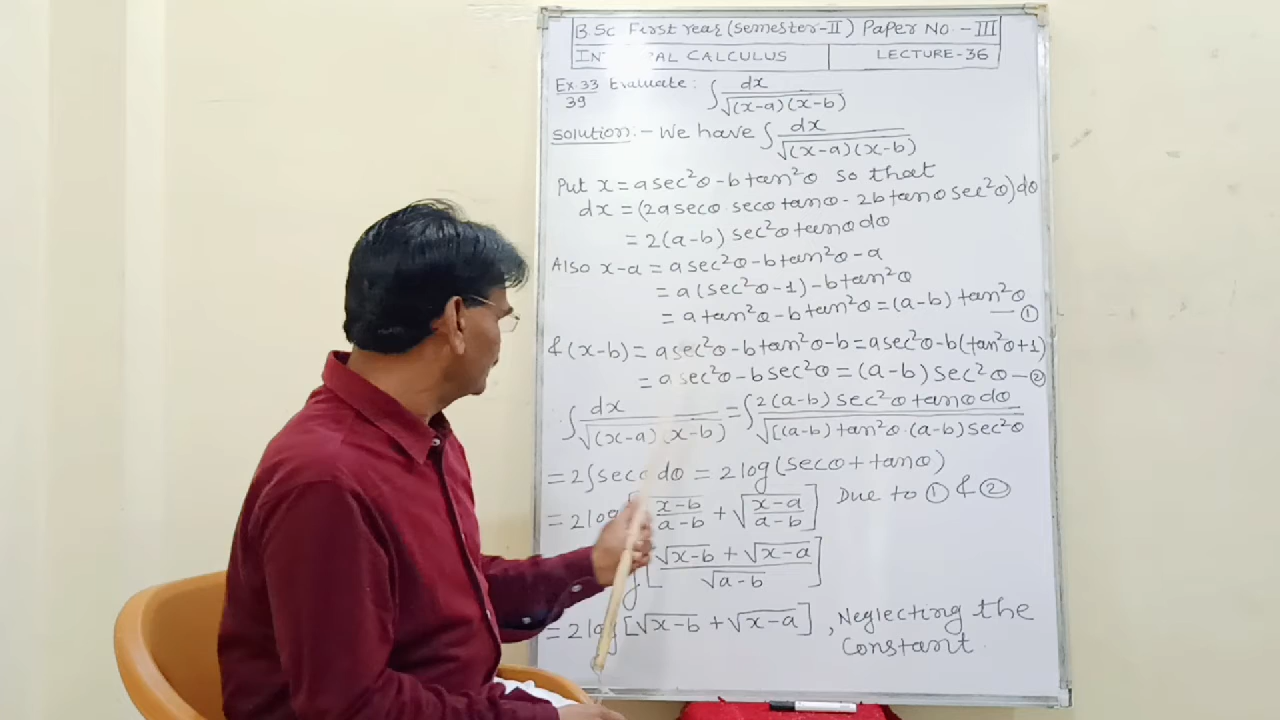 B.Sc First Year (Semester-II) Paper No.-III
CALCULUS LECTURE-36
Ex.33/39 Evaluate: ∫ dx/√(x-a)(x-b)
Solution:- We have ∫ dx/√(x-a)(x-b)
Put x = a sec²θ - b tan²θ so that
dx = (2a secθ. secθ tanθ - 2b tanθ sec²θ) dθ
= 2(a-b) sec²θ tanθ dθ
Also x-a = a sec²θ - b tan²θ - a
= a(sec²θ - 1) - b tan²θ
= a tan²θ - b tan²θ = (a-b) tan²θ —①
& (x-b) = a sec²θ - b tan²θ - b = a sec²θ - b(tan²θ + 1)
= a sec²θ - b sec²θ = (a-b) sec²θ —②
∫ dx/√(x-a)(x-b) = ∫ 2(a-b) sec²θ tanθ dθ/√[(a-b) tan²θ.(a-b) sec²θ
= 2∫secθ dθ = 2 log(secθ + tanθ)
= 2 log [√x-b/a-b + √x-a/a-b] Due to ① & ②
[√x-b + √x-a/√a-b]
= 2 log [√x-b + √x-a], Neglecting the
Constant.